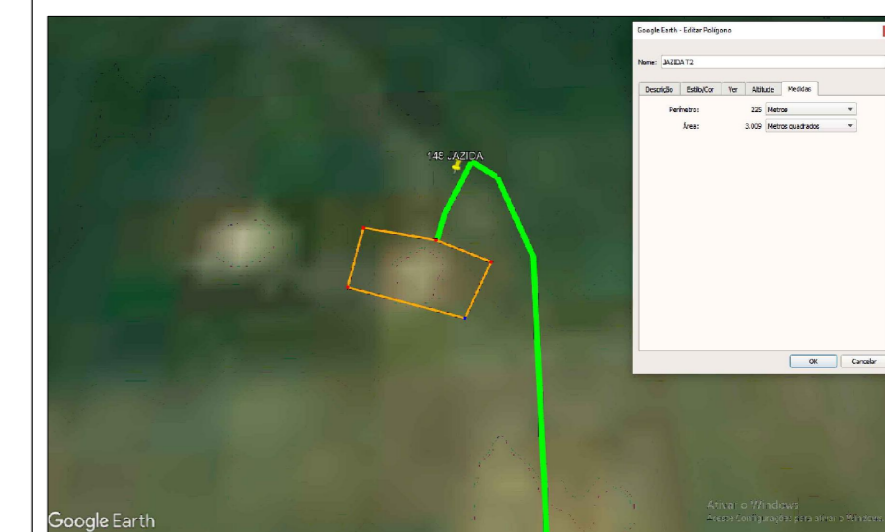 Google Earth - Editar Polígono
Nome: JAZIDA T2
Descrição Estilo/Cor Ver Altitude Medidas
Perímetro: 225 Metros
Área: 3.009 Metros quadrados
148 JAZIDA
OK Cancelar
Ativar o Windows
Google Earth